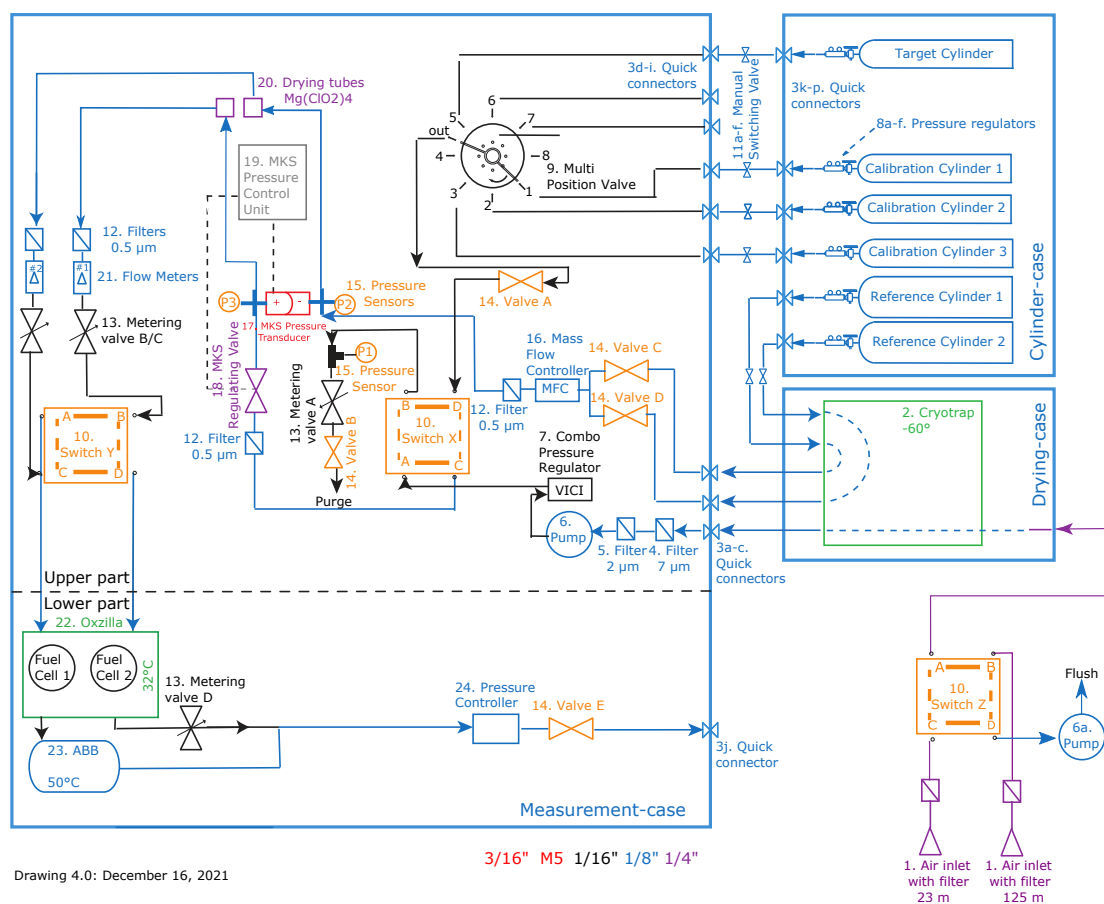 Target Cylinder
3d-i. Quick
connectors
11a-f. Manual
Switching Valve
3k-p. Quick
connectors
8a-f. Pressure regulators
Calibration Cylinder 1
Calibration Cylinder 2
Calibration Cylinder 3
Reference Cylinder 1
Reference Cylinder 2
Cylinder-case
20. Drying tubes
Mg(ClO2)4
5
6
7
out
4
8
3
2
1
9. Multi
Position Valve
19. MKS
Pressure
Control
Unit
12. Filters
0.5 µm
#2
#1
21. Flow Meters
13. Metering
valve B/C
P3
+
-
P2
15. Pressure
Sensors
17. MKS Pressure
Transducer
14. Valve A
18. MKS
Regulating Valve
P1
15. Pressure
Sensor
13. Metering
valve A
14. Valve B
Purge
12. Filter
0.5 µm
B
D
10.
Switch X
A
C
16. Mass
Flow
Controller
MFC
12. Filter
0.5 µm
14. Valve C
14. Valve D
7. Combo
Pressure
Regulator
VICI
6.
Pump
5. Filter
2 µm
4. Filter
7 µm
3a-c.
Quick
connectors
2. Cryotrap
-60°
Drying-case
A
B
10.
Switch Y
C
D
Upper part
Lower part
22. Oxzilla
Fuel
Cell 1
Fuel
Cell 2
32°C
13. Metering
valve D
23. ABB
50°C
24. Pressure
Controller
14. Valve E
3j. Quick
connector
Measurement-case
A
B
10.
Switch Z
C
D
Flush
6a.
Pump
1. Air inlet
with filter
23 m
1. Air inlet
with filter
125 m
3/16" M5 1/16" 1/8" 1/4"
Drawing 4.0: December 16, 2021